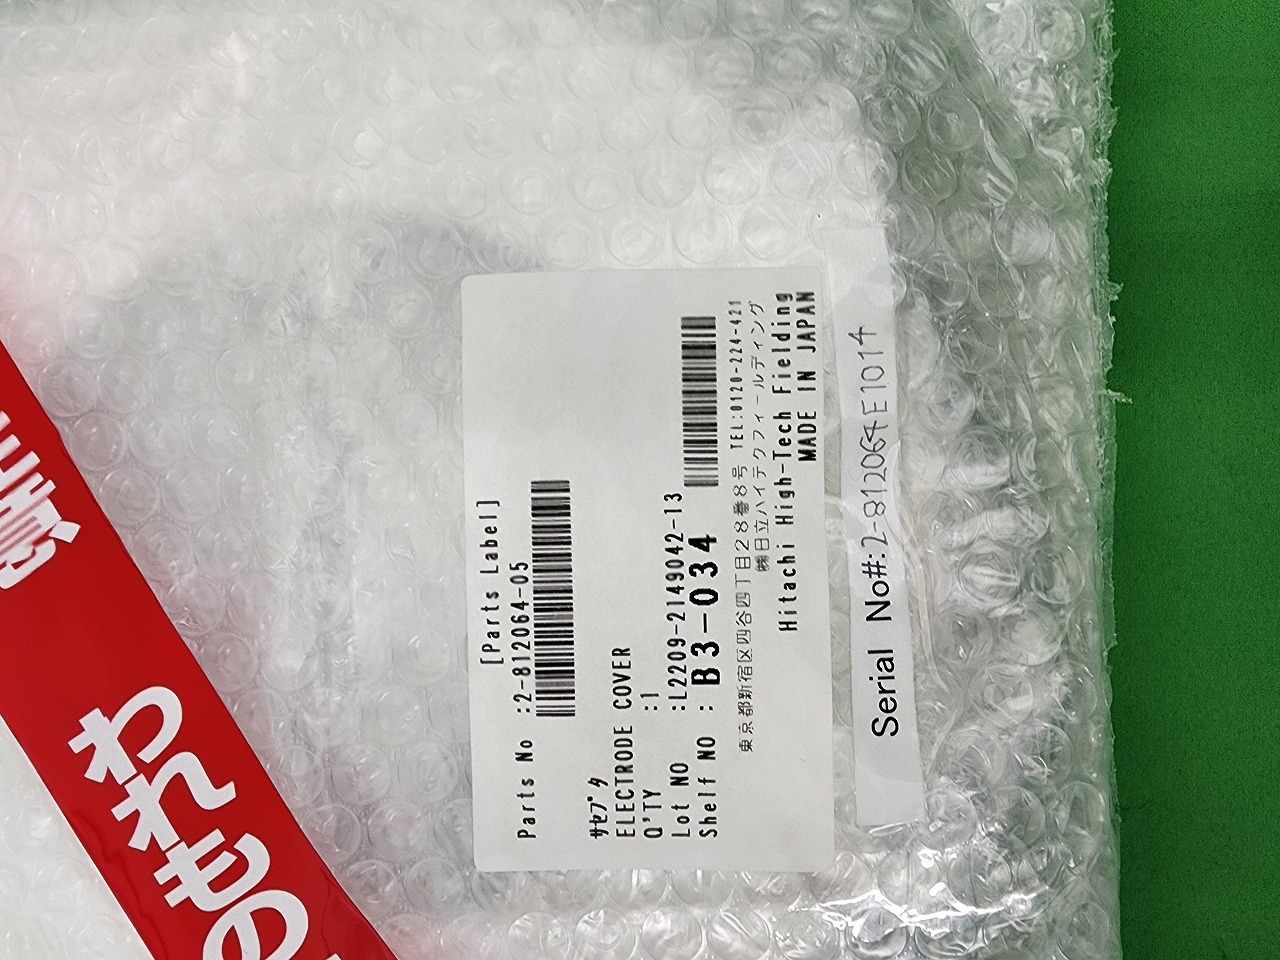 [Parts Label]
Parts No :2-812064-05
ｻｾﾌﾟﾀ
ELECTRODE COVER
Q'TY :1
Lot NO :L2209-2149042-13
Shelf NO : B3-034
東京都新宿区四谷四丁目２８番８号 TEL:0120-224-421
㈱日立ハイテクフィールディング
Hitachi High-Tech Fielding
MADE IN JAPAN
Serial No#:2-812064E1014
われもの